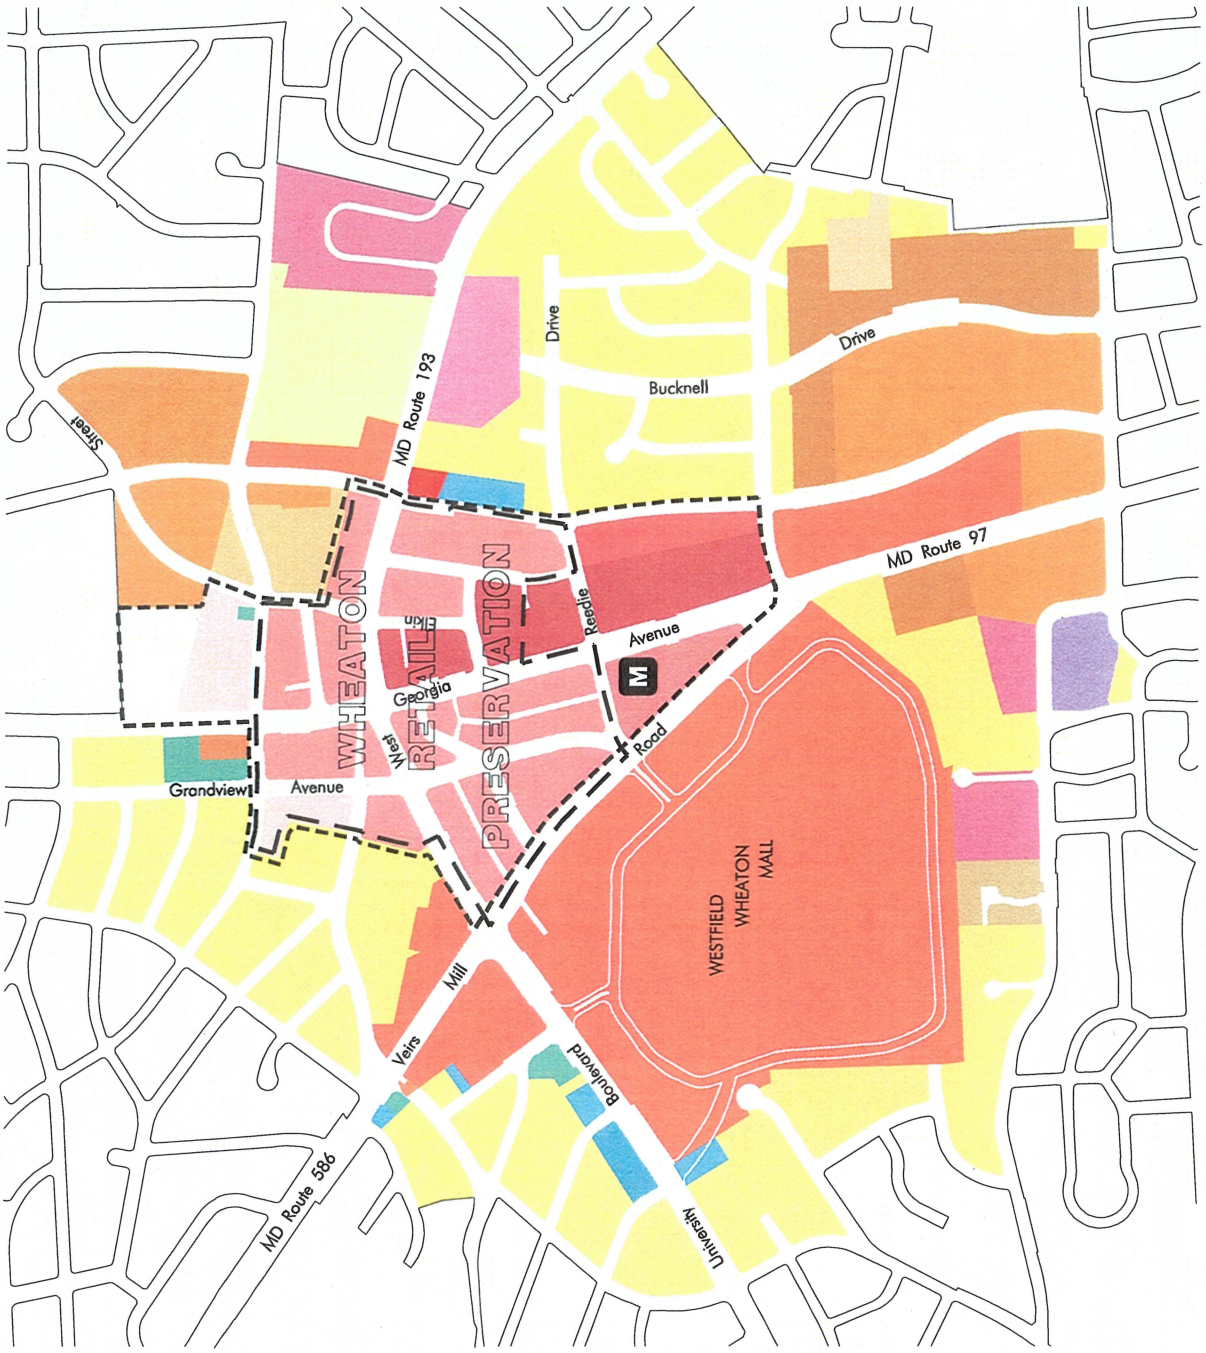 Drive
Drive
MD Route 193
Bucknell
Street
MD Route 97
WHEATON
RETAIL
PRESERVATION
Elkin
Reedie
Avenue
M
Georgia
West
Road
Grandview
Avenue
WESTFIELD
WHEATON
MALL
Mill
Veirs
Boulevard
MD Route 586
University